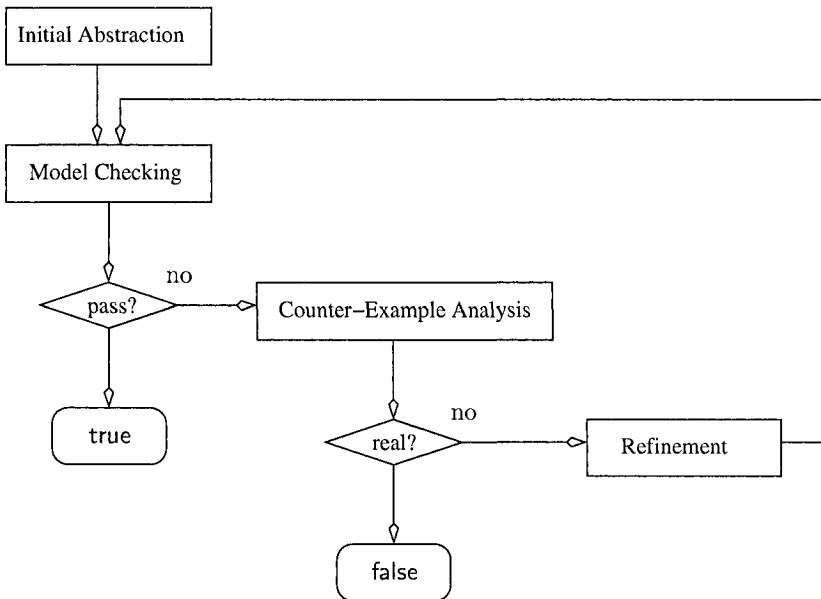 Initial Abstraction
Model Checking
no
pass?
Counter−Example Analysis
true
no
real?
Refinement
false